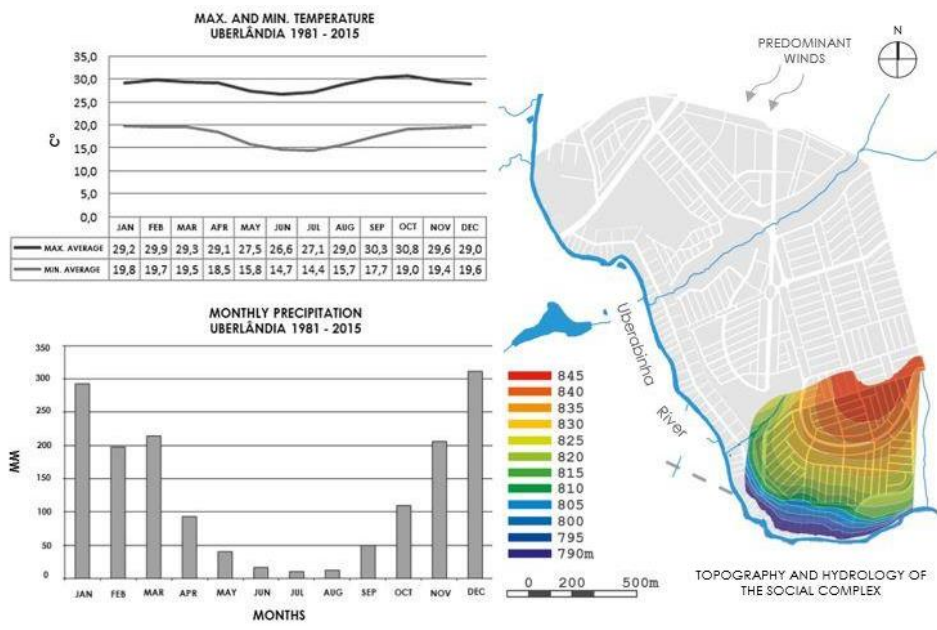 MAX. AND MIN. TEMPERATURE
UBERLÂNDIA 1981 - 2015
C°
35,0
30,0
25,0
20,0
15,0
10,0
5,0
0,0
JAN FEB MAR APR MAY JUN JUL AUG SEP OCT NOV DEC
MAX. AVERAGE 29,2 29,9 29,3 29,1 27,5 26,6 27,1 29,0 30,3 30,8 29,6 29,0
MIN. AVERAGE 19,8 19,7 19,5 18,5 15,8 14,7 14,4 15,7 17,7 19,0 19,4 19,6
MONTHLY PRECIPITATION
UBERLÂNDIA 1981 - 2015
MM
350
300
250
200
150
100
50
00
JAN FEB MAR APR MAY JUN JUL AUG SEP OCT NOV DEC
MONTHS
PREDOMINANT
WINDS
N
Uberabinha
River
845
840
835
830
825
820
815
810
805
800
795
790m
0 200 500m
TOPOGRAPHY AND HYDROLOGY OF
THE SOCIAL COMPLEX